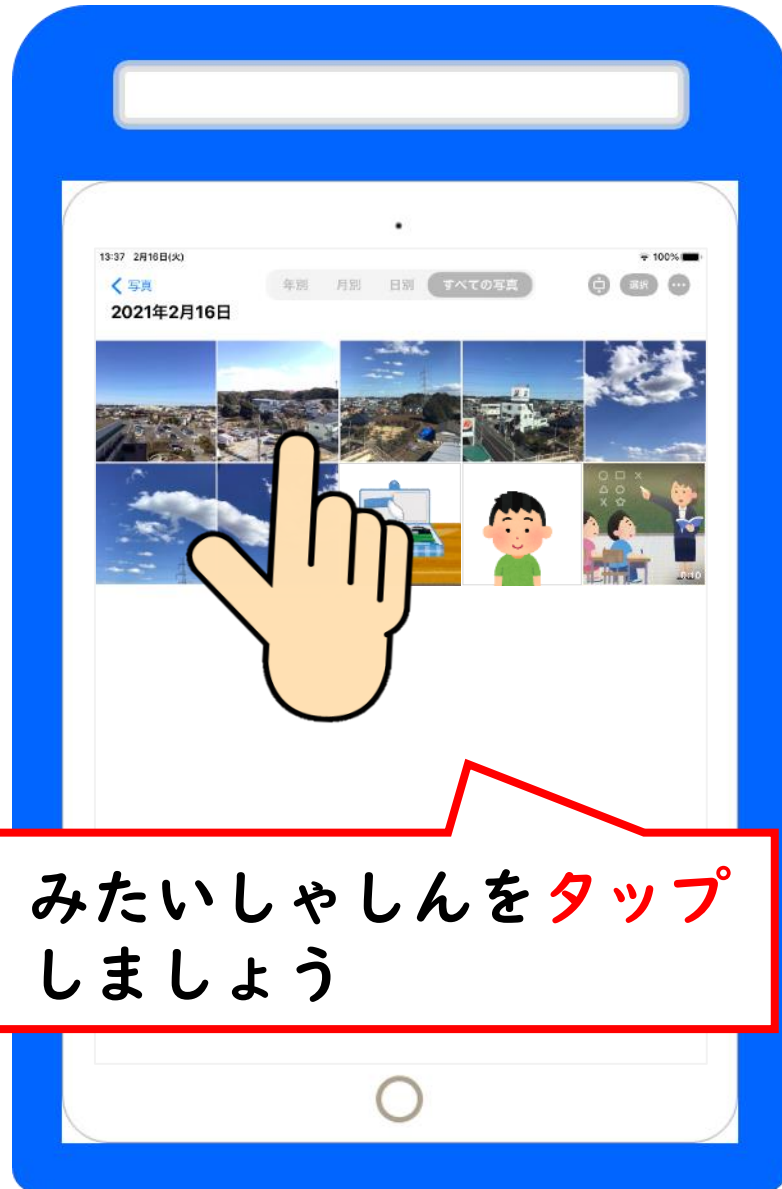 13:37 2月16日(火)
100%
写真
年別 月別 日別 すべての写真
選択
2021年2月16日
○ □ ×
△ ○
× ☆
0:10
みたいしゃしんをタップ
しましょう